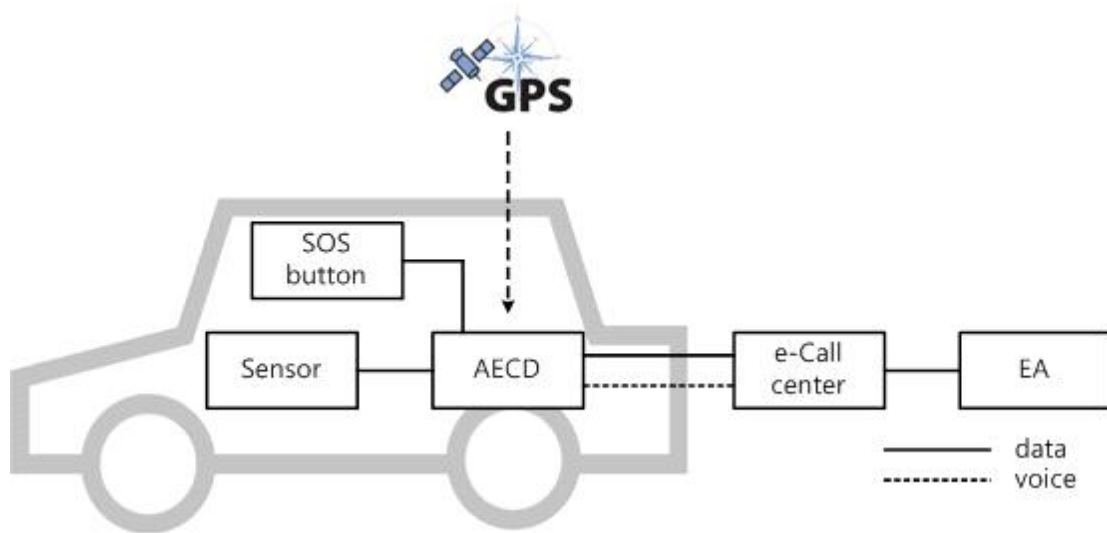 GPS
SOS
button
Sensor
AECD
e-Call
center
EA
data
voice